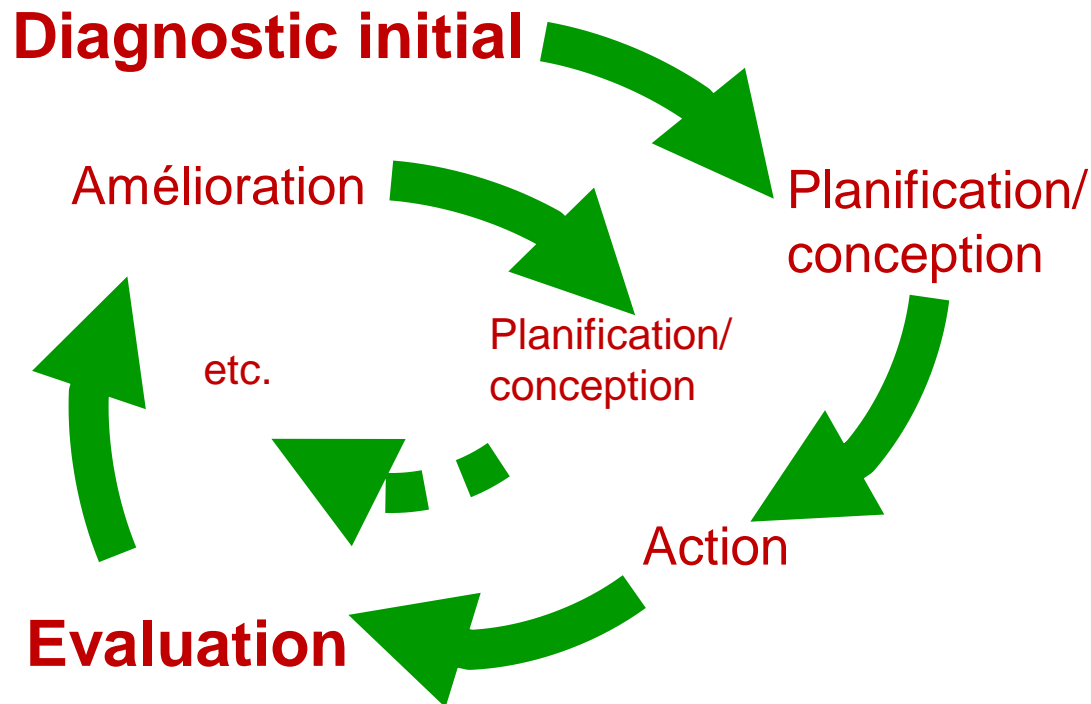 Diagnostic initial
Planification/
conception
Action
Evaluation
Amélioration
Planification/
conception
etc.